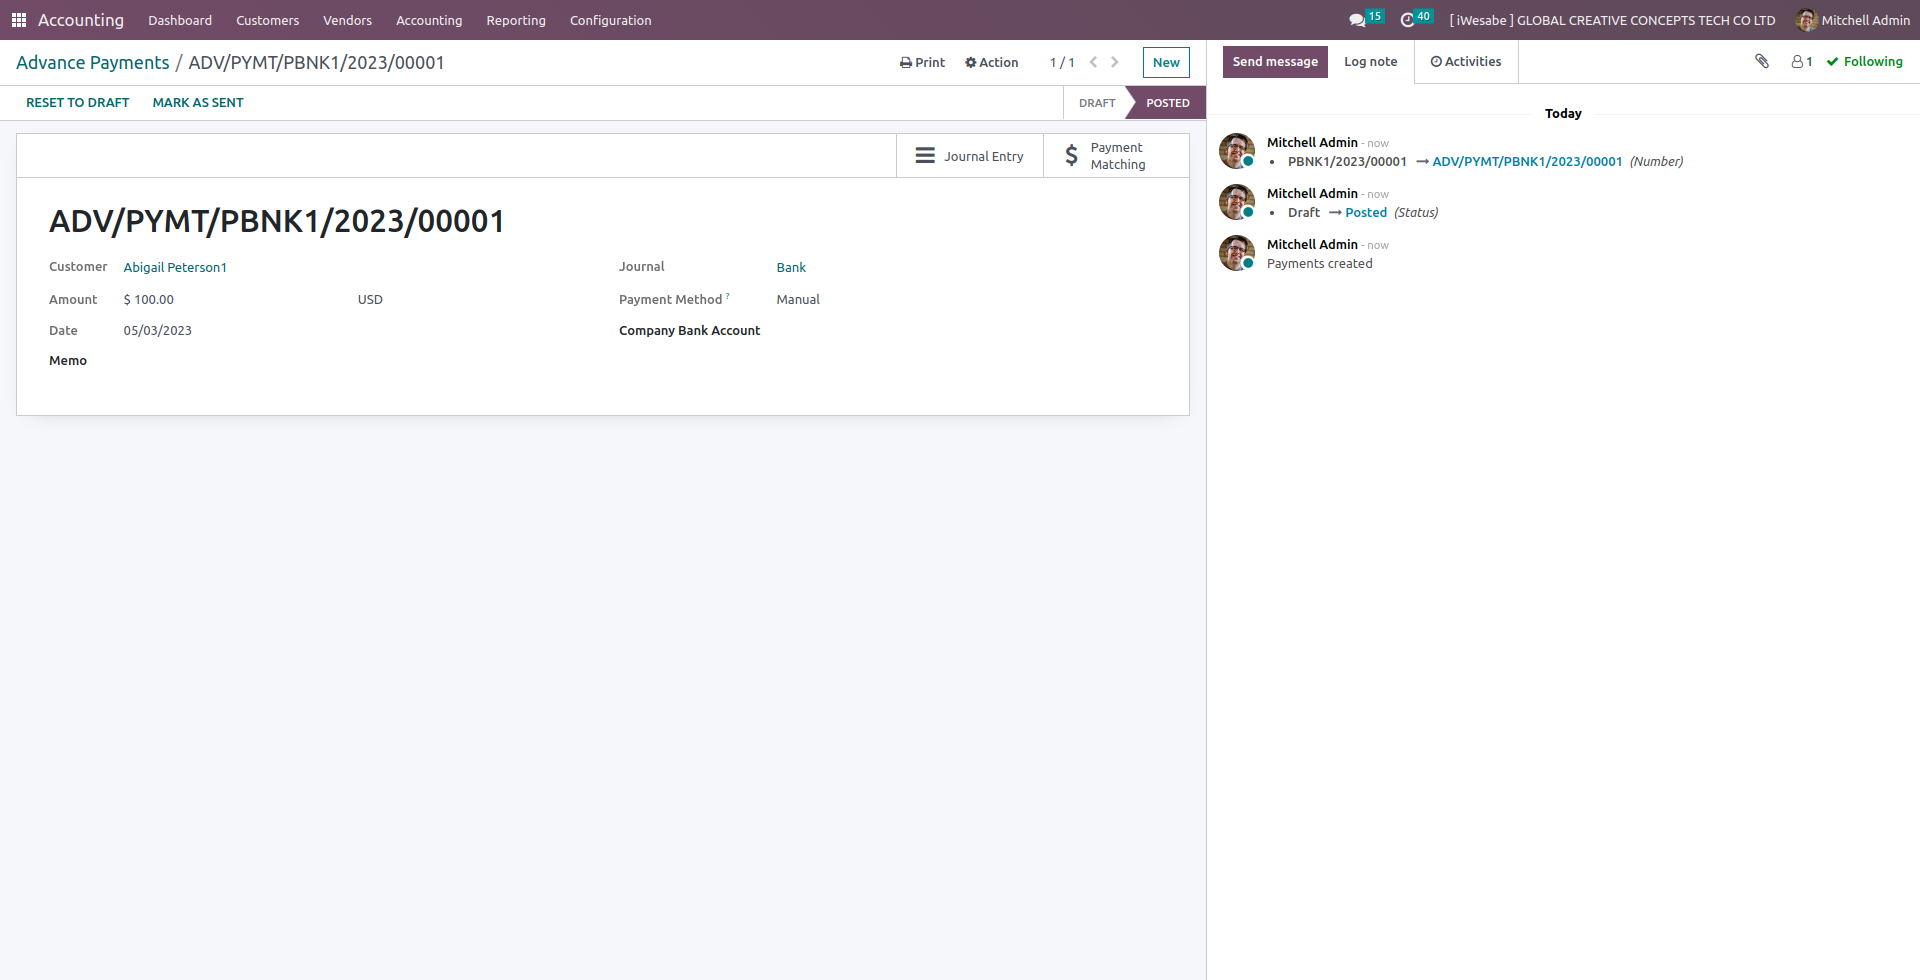 Accounting Dashboard Customers Vendors Accounting Reporting Configuration 15 40 [ iWesabe ] GLOBAL CREATIVE CONCEPTS TECH CO LTD Mitchell Admin
Advance Payments / ADV/PYMT/PBNK1/2023/00001 Print Action 1 / 1 New
RESET TO DRAFT MARK AS SENT DRAFT POSTED
Journal Entry
Payment
Matching
ADV/PYMT/PBNK1/2023/00001
Customer Abigail Peterson1 Journal Bank
Amount $ 100.00 USD Payment Method ? Manual
Date 05/03/2023 Company Bank Account
Memo
Send message Log note Activities 1 Following
Today
Mitchell Admin - now
• PBNK1/2023/00001 → ADV/PYMT/PBNK1/2023/00001 (Number)
Mitchell Admin - now
• Draft → Posted (Status)
Mitchell Admin - now
Payments created